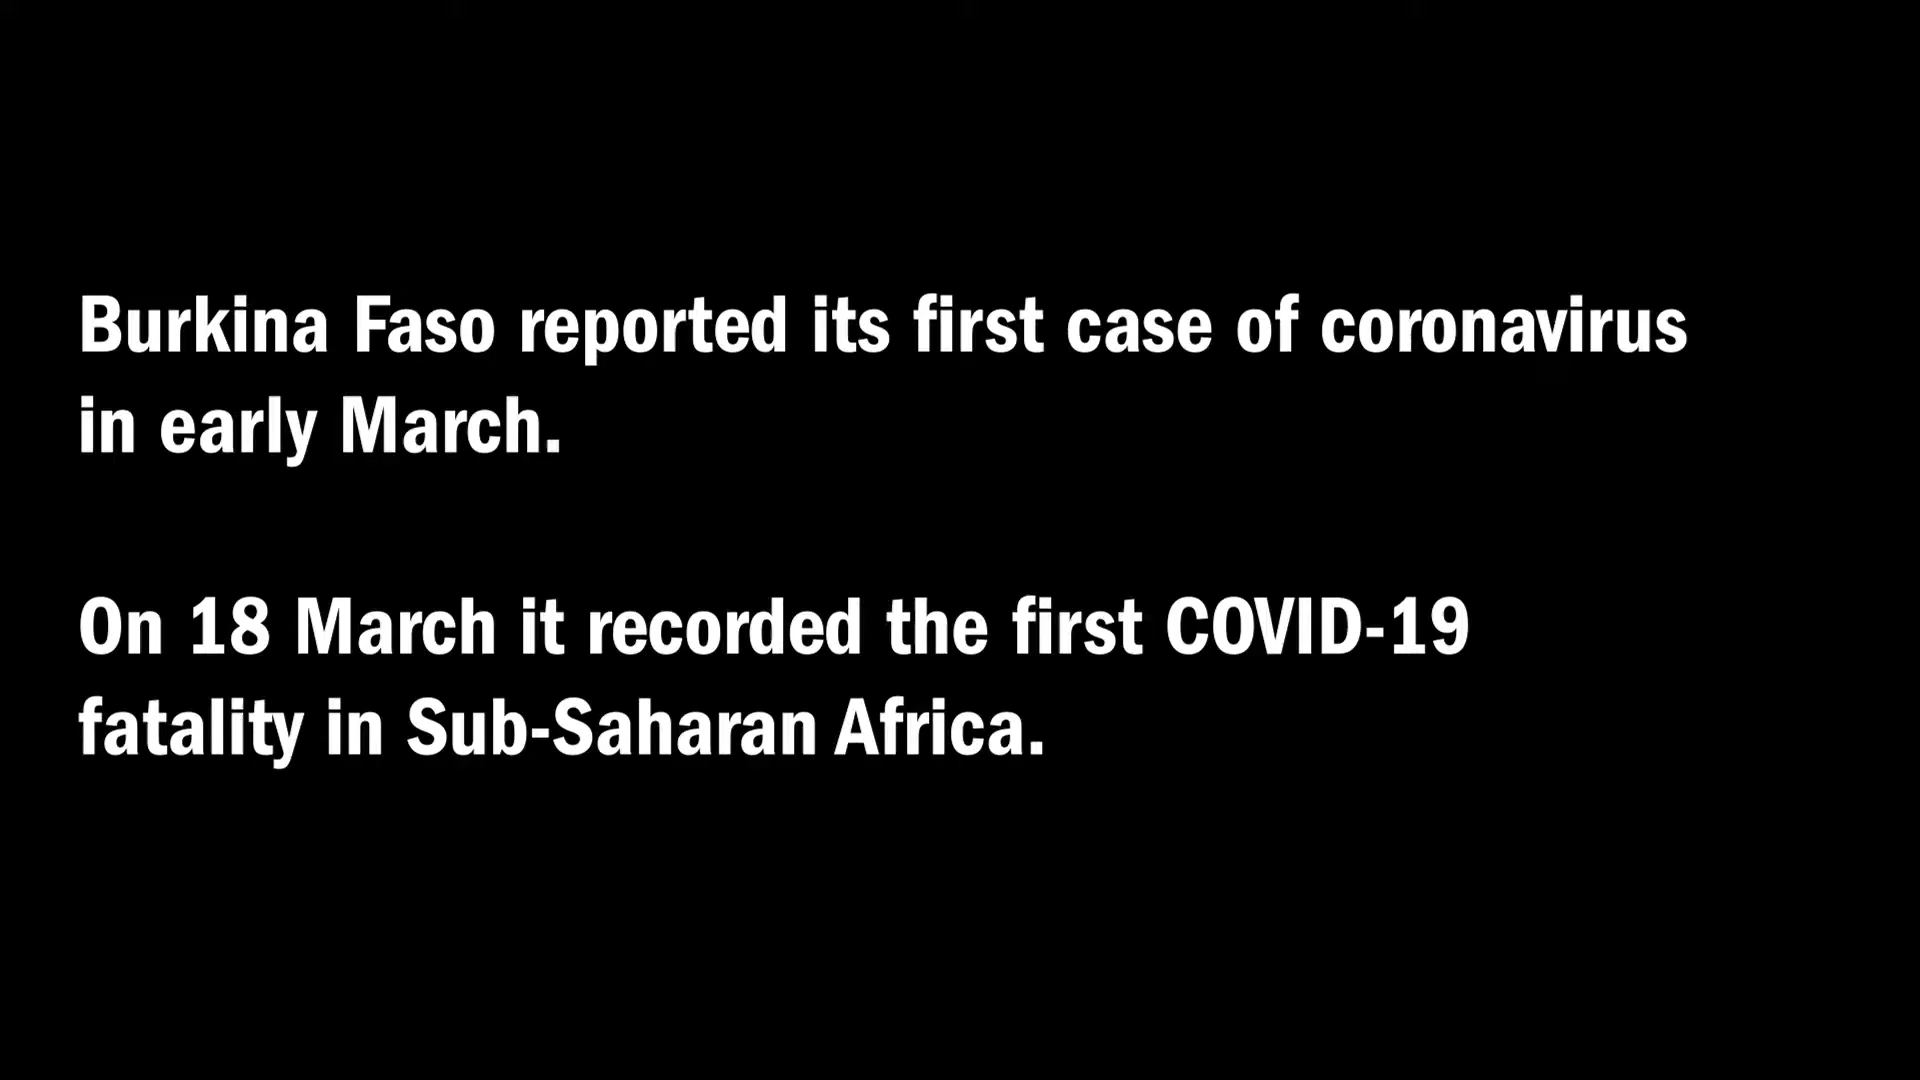 Burkina Faso reported its first case of coronavirus
in early March.
On 18 March it recorded the first COVID-19
fatality in Sub-Saharan Africa.